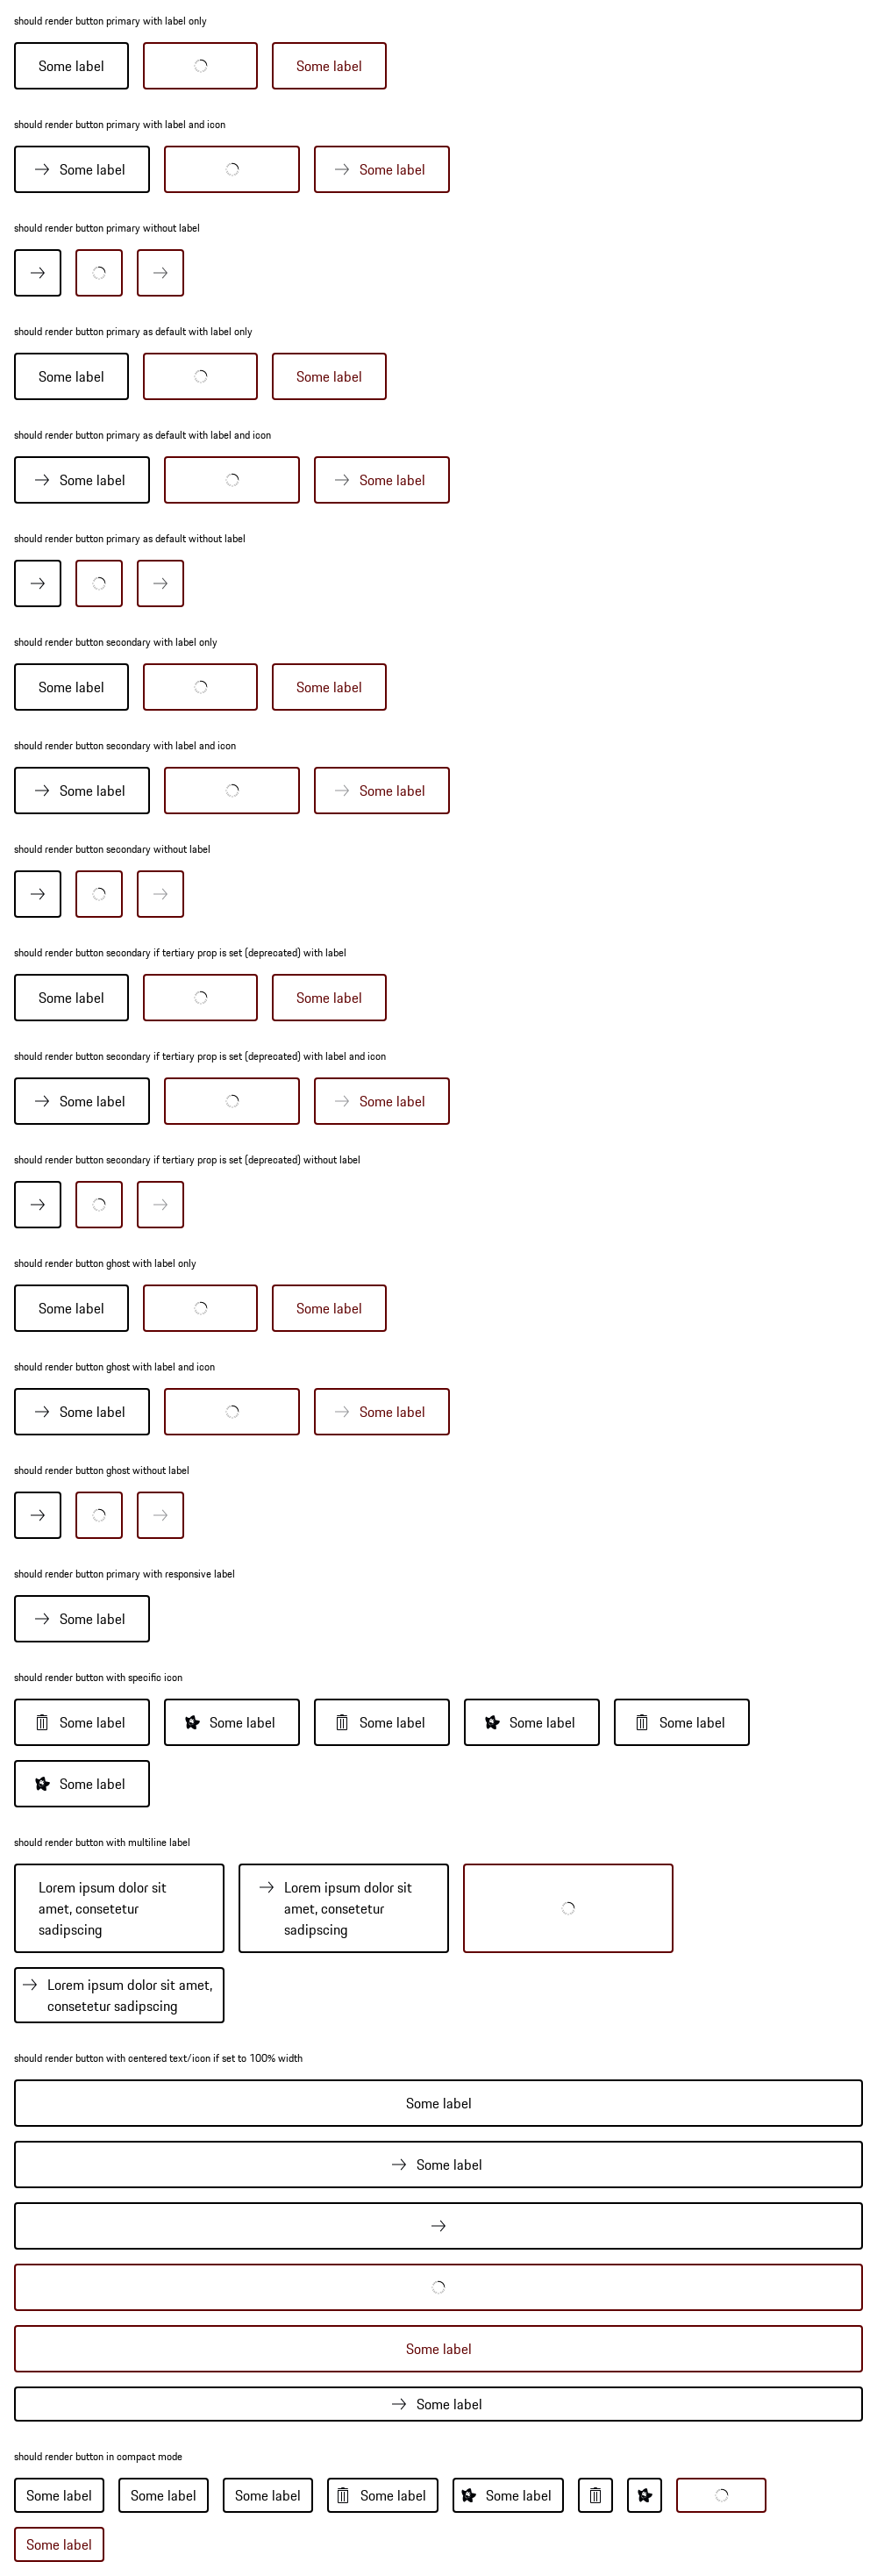 should render button primary with label only
Some label Some label
should render button primary with label and icon
Some label Some label
should render button primary without label
should render button primary as default with label only
Some label Some label
should render button primary as default with label and icon
Some label Some label
should render button primary as default without label
should render button secondary with label only
Some label Some label
should render button secondary with label and icon
Some label Some label
should render button secondary without label
should render button secondary if tertiary prop is set (deprecated) with label
Some label Some label
should render button secondary if tertiary prop is set (deprecated) with label and icon
Some label Some label
should render button secondary if tertiary prop is set (deprecated) without label
should render button ghost with label only
Some label Some label
should render button ghost with label and icon
Some label Some label
should render button ghost without label
should render button primary with responsive label
Some label
should render button with specific icon
Some label Some label Some label Some label Some label
Some label
should render button with multiline label
Lorem ipsum dolor sit
amet, consetetur
sadipscing
Lorem ipsum dolor sit
amet, consetetur
sadipscing
Lorem ipsum dolor sit amet,
consetetur sadipscing
should render button with centered text/icon if set to 100% width
Some label
Some label
Some label
Some label
should render button in compact mode
Some label Some label Some label Some label Some label
Some label